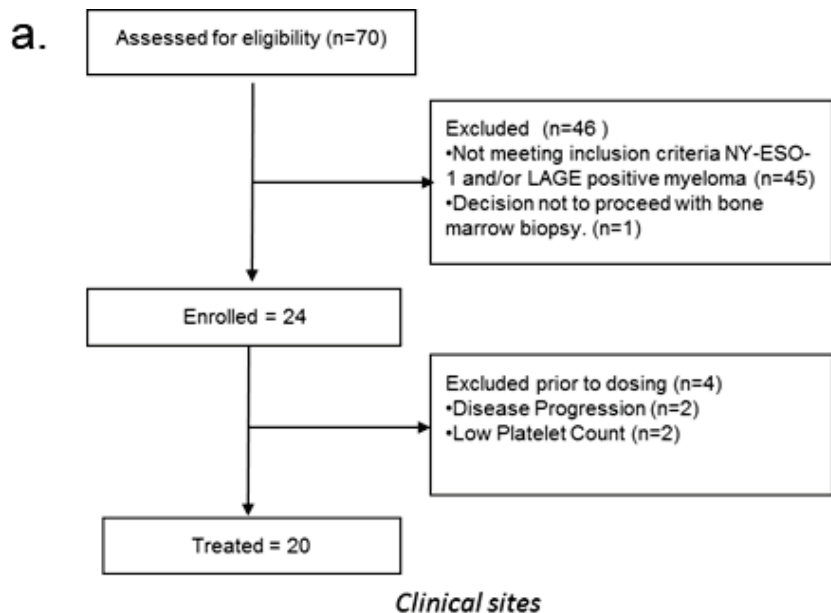 a.
Assessed for eligibility (n=70)
Excluded (n=46 )
•Not meeting inclusion criteria NY-ESO-
1 and/or LAGE positive myeloma (n=45)
•Decision not to proceed with bone
marrow biopsy. (n=1)
Enrolled = 24
Excluded prior to dosing (n=4)
•Disease Progression (n=2)
•Low Platelet Count (n=2)
Treated = 20
Clinical sites